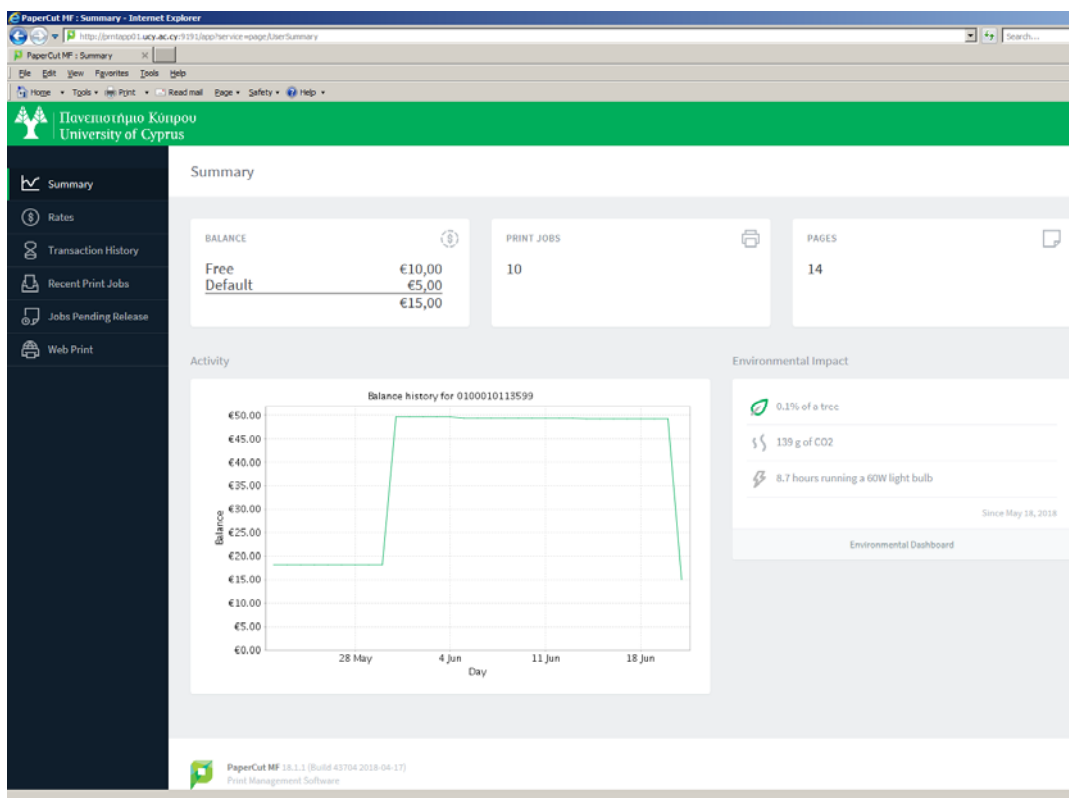 PaperCut MF : Summary - Internet Explorer
http://prntapp01.ucy.ac.cy:9191/app?service=page/UserSummary
Search...
PaperCut MF : Summary
File Edit View Favorites Tools Help
Home Tools Print Read mail Page Safety Help
Πανεπιστήμιο Κύπρου
University of Cyprus
Summary
Rates
Transaction History
Recent Print Jobs
Jobs Pending Release
Web Print
Summary
BALANCE
Free €10,00
Default €5,00
€15,00
PRINT JOBS
10
PAGES
14
Activity
Balance history for 0100010113599
€50.00
€45.00
€40.00
€35.00
€30.00
€25.00
€20.00
€15.00
€10.00
€5.00
€0.00
Balance
28 May 4 Jun 11 Jun 18 Jun
Day
Environmental Impact
0.1% of a tree
139 g of CO2
8.7 hours running a 60W light bulb
Since May 18, 2018
Environmental Dashboard
PaperCut MF 18.1.1 (Build 43704 2018-04-17)
Print Management Software